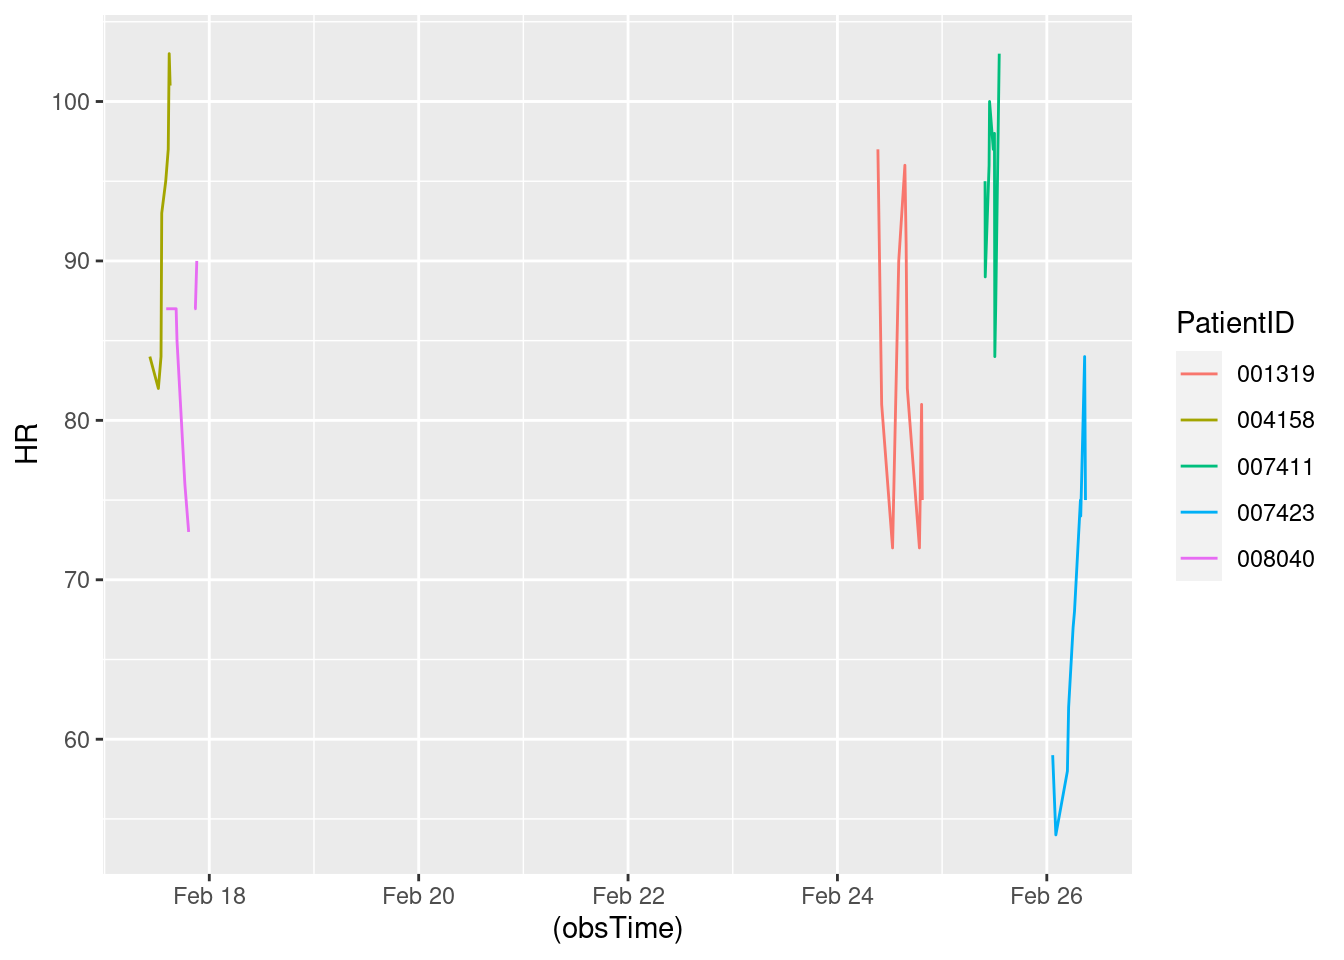 HR
100
90
80
70
60
Feb 18
Feb 20
Feb 22
Feb 24
Feb 26
(obsTime)
PatientID
001319
004158
007411
007423
008040